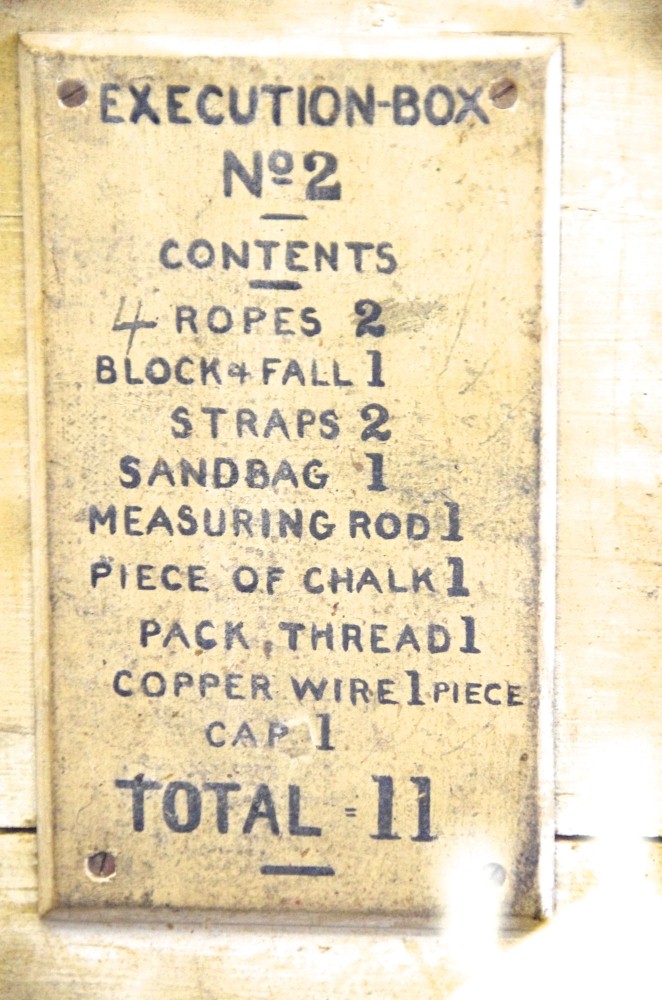 EXECUTION-BOX
Nº2
CONTENTS
4 ROPES 2
BLOCK & FALL 1
STRAPS 2
SANDBAG 1
MEASURING ROD 1
PIECE OF CHALK 1
PACK THREAD 1
COPPER WIRE 1 PIECE
CAP 1
TOTAL = 11